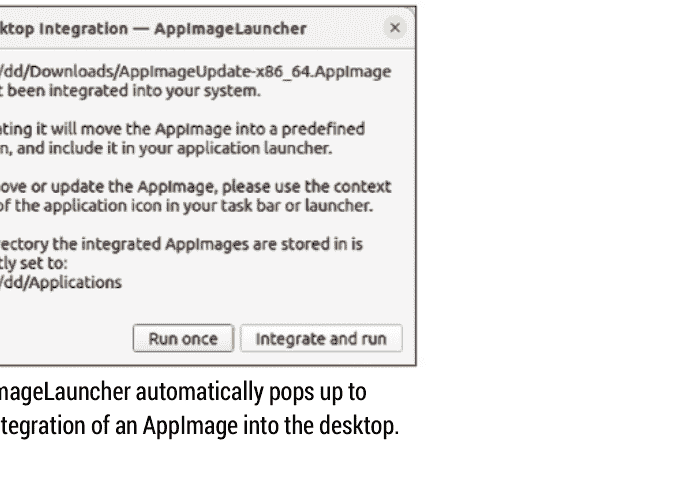 ktop Integration — AppImageLauncher
/dd/Downloads/AppImageUpdate-x86_64.AppImage
t been integrated into your system.
ting it will move the AppImage into a predefined
n, and include it in your application launcher.
ove or update the AppImage, please use the context
of the application icon in your task bar or launcher.
ectory the integrated AppImages are stored in is
tly set to:
/dd/Applications
Run once Integrate and run
mageLauncher automatically pops up to
tegration of an AppImage into the desktop.